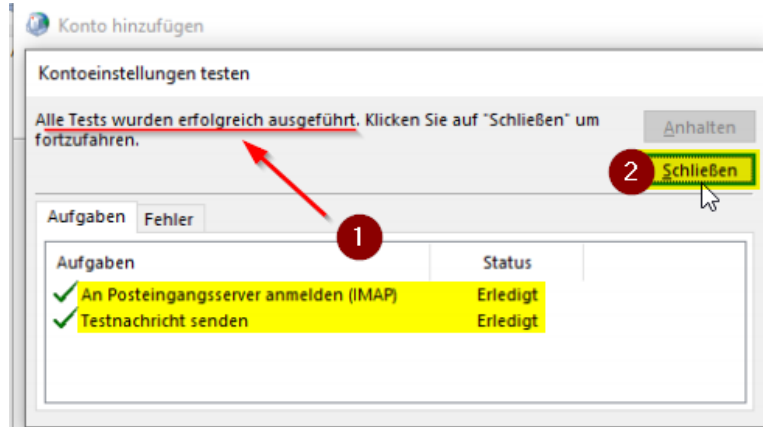 Konto hinzufügen
Kontoeinstellungen testen
Alle Tests wurden erfolgreich ausgeführt. Klicken Sie auf "Schließen" um
fortzufahren.
Anhalten
2 Schließen
Aufgaben Fehler
1
Aufgaben Status
An Posteingangsserver anmelden (IMAP) Erledigt
Testnachricht senden Erledigt